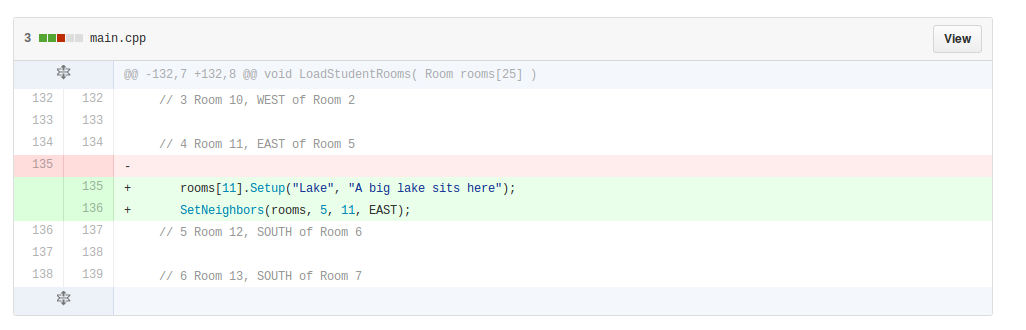 3 main.cpp View
@@ -132,7 +132,8 @@ void LoadStudentRooms( Room rooms[25] )
132 132 // 3 Room 10, WEST of Room 2
133 133
134 134 // 4 Room 11, EAST of Room 5
135 -
135 + rooms[11].Setup("Lake", "A big lake sits here");
136 + SetNeighbors(rooms, 5, 11, EAST);
136 137 // 5 Room 12, SOUTH of Room 6
137 138
138 139 // 6 Room 13, SOUTH of Room 7